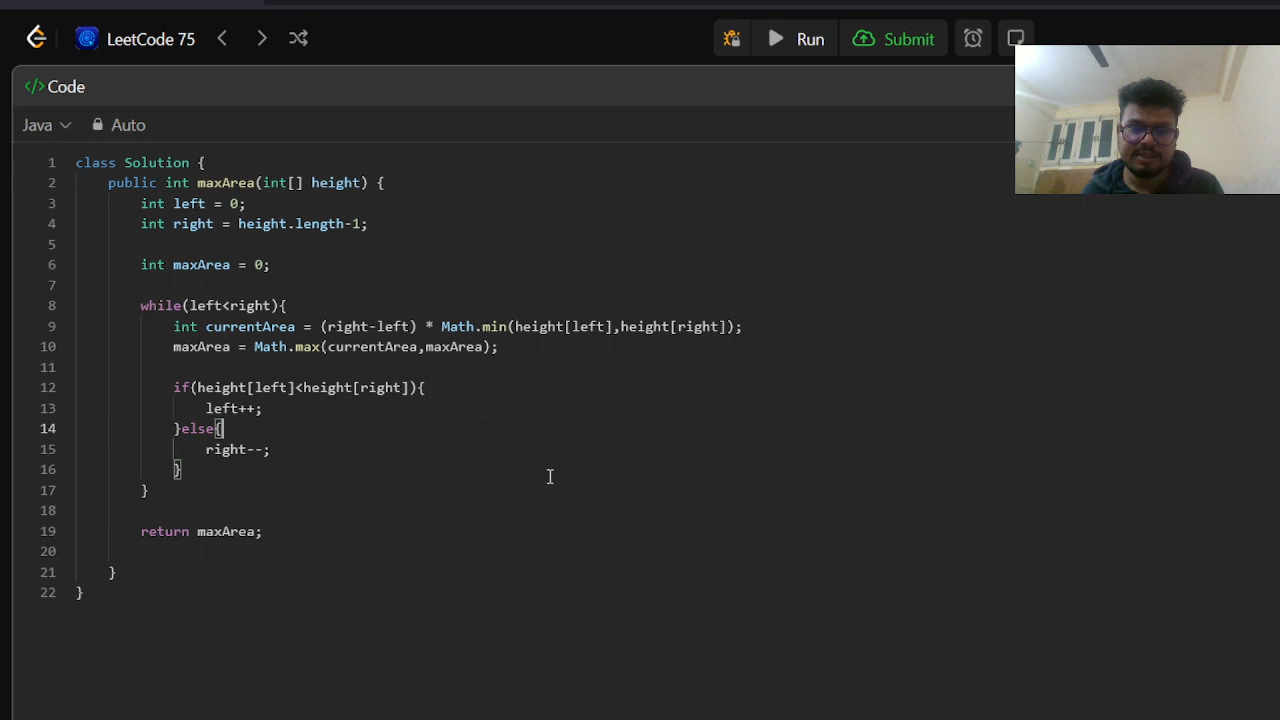 LeetCode 75
Run
Submit
</> Code
Java
Auto
1 class Solution {
2 public int maxArea(int[] height) {
3 int left = 0;
4 int right = height.length-1;
5
6 int maxArea = 0;
7
8 while(left<right){
9 int currentArea = (right-left) * Math.min(height[left],height[right]);
10 maxArea = Math.max(currentArea,maxArea);
11
12 if(height[left]<height[right]){
13 left++;
14 }else{
15 right--;
16 }
17 }
18
19 return maxArea;
20
21 }
22 }